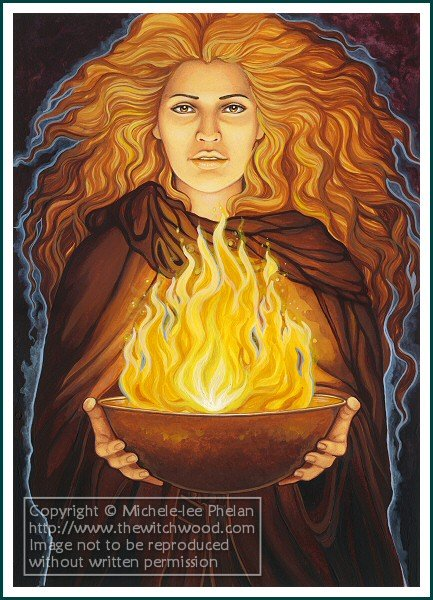 Copyright © Michele-lee Phelan
http://www.thewitchwood.com
Image not to be reproduced
without written permission